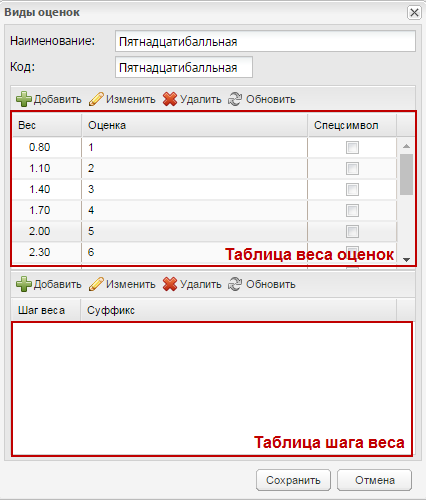 Виды оценок
Наименование: Пятнадцатибалльная
Код: Пятнадцатибалльная
Добавить Изменить Удалить Обновить
Вес Оценка Спецсимвол
0.80 1
1.10 2
1.40 3
1.70 4
2.00 5
2.30 6
Таблица веса оценок
Добавить Изменить Удалить Обновить
Шаг веса Суффикс
Таблица шага веса
Сохранить Отмена